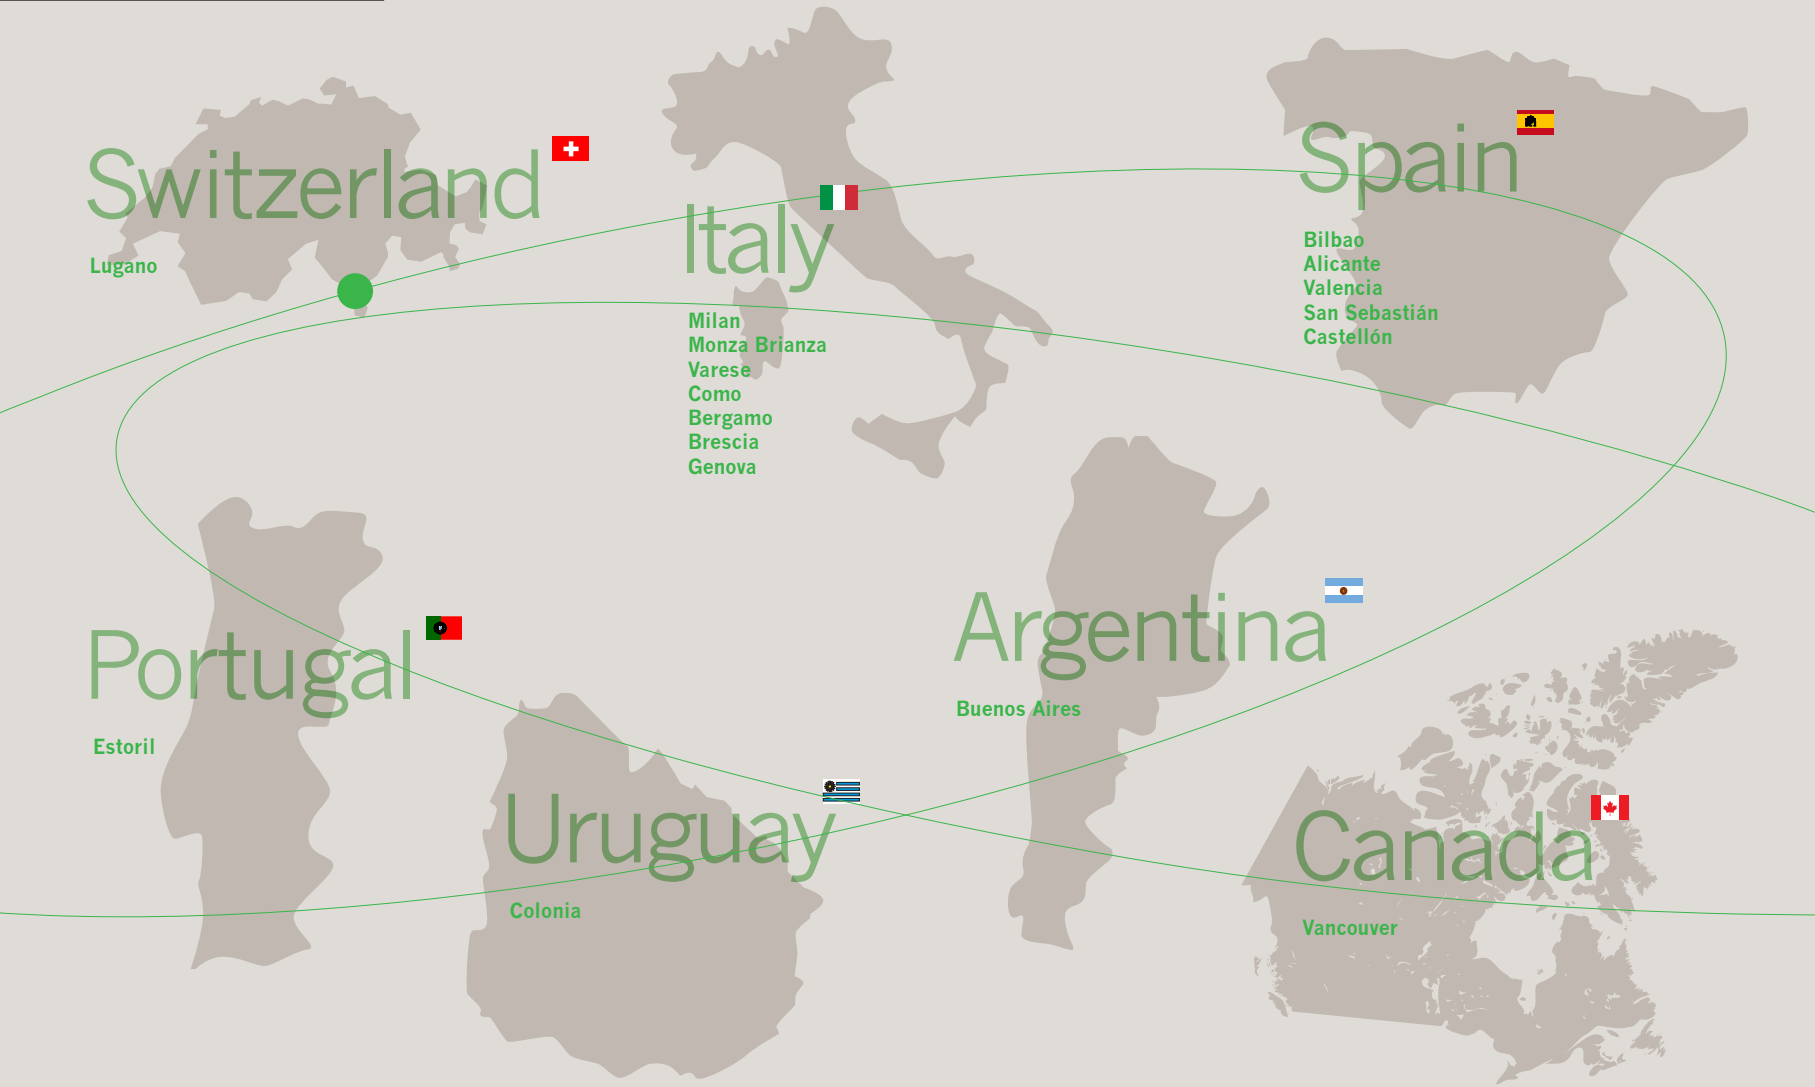 Switzerland
Lugano
Italy
Milan
Monza Brianza
Varese
Como
Bergamo
Brescia
Genova
Spain
Bilbao
Alicante
Valencia
San Sebastián
Castellón
Portugal
Estoril
Uruguay
Colonia
Argentina
Buenos Aires
Canada
Vancouver